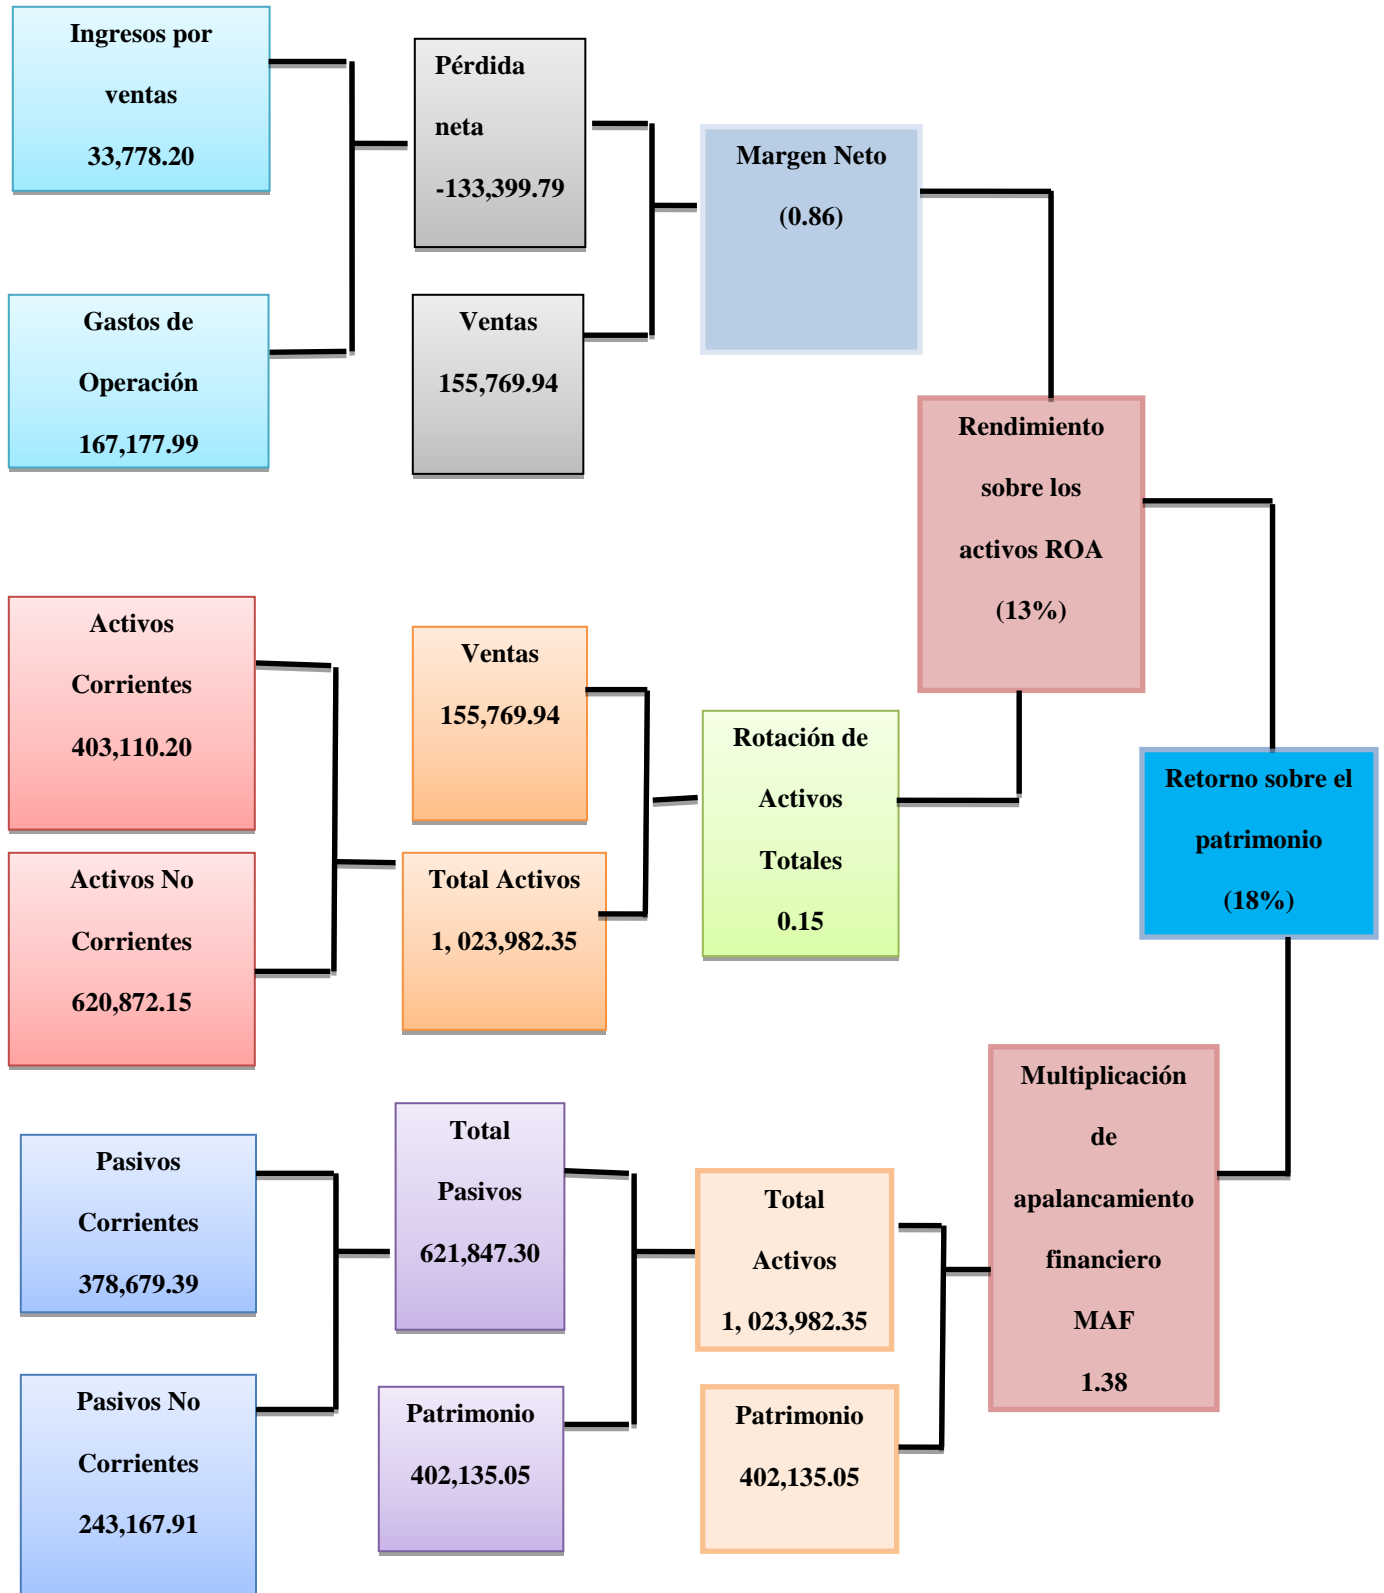 Ingresos por
ventas
33,778.20
Pérdida
neta
-133,399.79
Margen Neto
(0.86)
Gastos de
Operación
167,177.99
Ventas
155,769.94
Rendimiento
sobre los
activos ROA
(13%)
Activos
Corrientes
403,110.20
Ventas
155,769.94
Rotación de
Activos
Totales
0.15
Retorno sobre el
patrimonio
(18%)
Activos No
Corrientes
620,872.15
Total Activos
1, 023,982.35
Multiplicación
de
apalancamiento
financiero
MAF
1.38
Pasivos
Corrientes
378,679.39
Total
Pasivos
621,847.30
Total
Activos
1, 023,982.35
Pasivos No
Corrientes
243,167.91
Patrimonio
402,135.05
Patrimonio
402,135.05